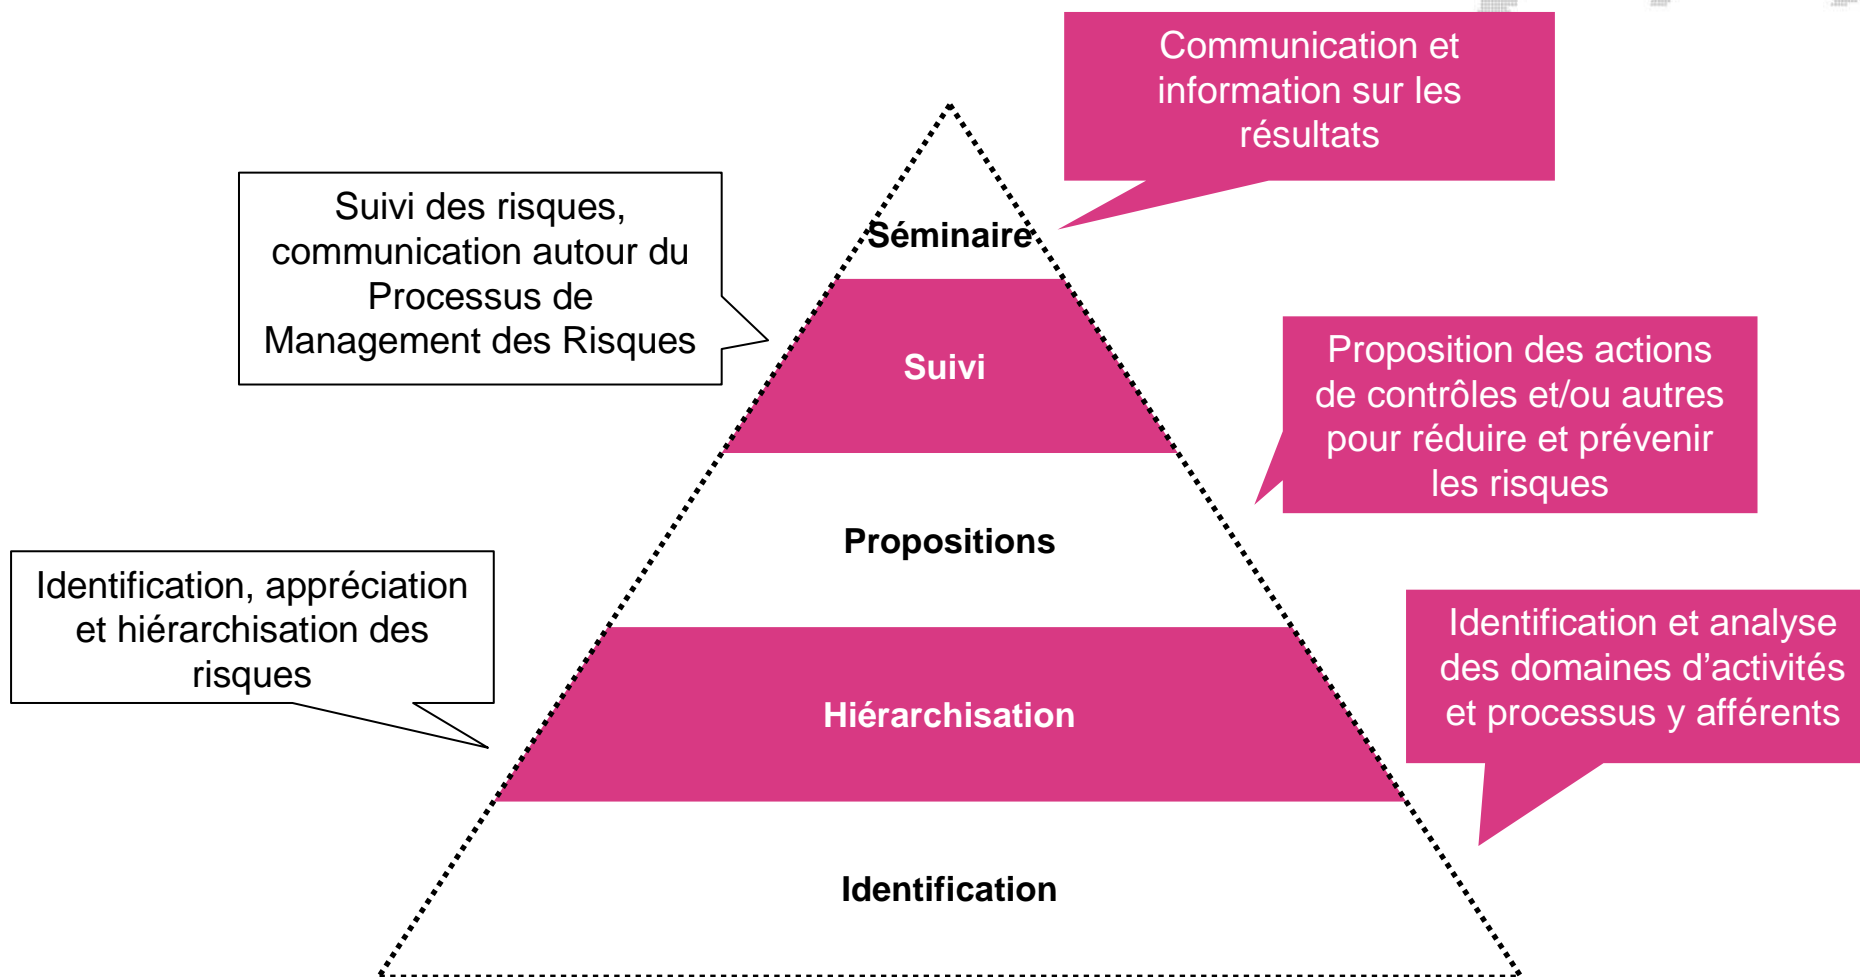 Communication et
information sur les
résultats
Suivi des risques,
communication autour du
Processus de
Management des Risques
Séminaire
Suivi
Proposition des actions
de contrôles et/ou autres
pour réduire et prévenir
les risques
Propositions
Identification, appréciation
et hiérarchisation des
risques
Hiérarchisation
Identification et analyse
des domaines d’activités
et processus y afférents
Identification